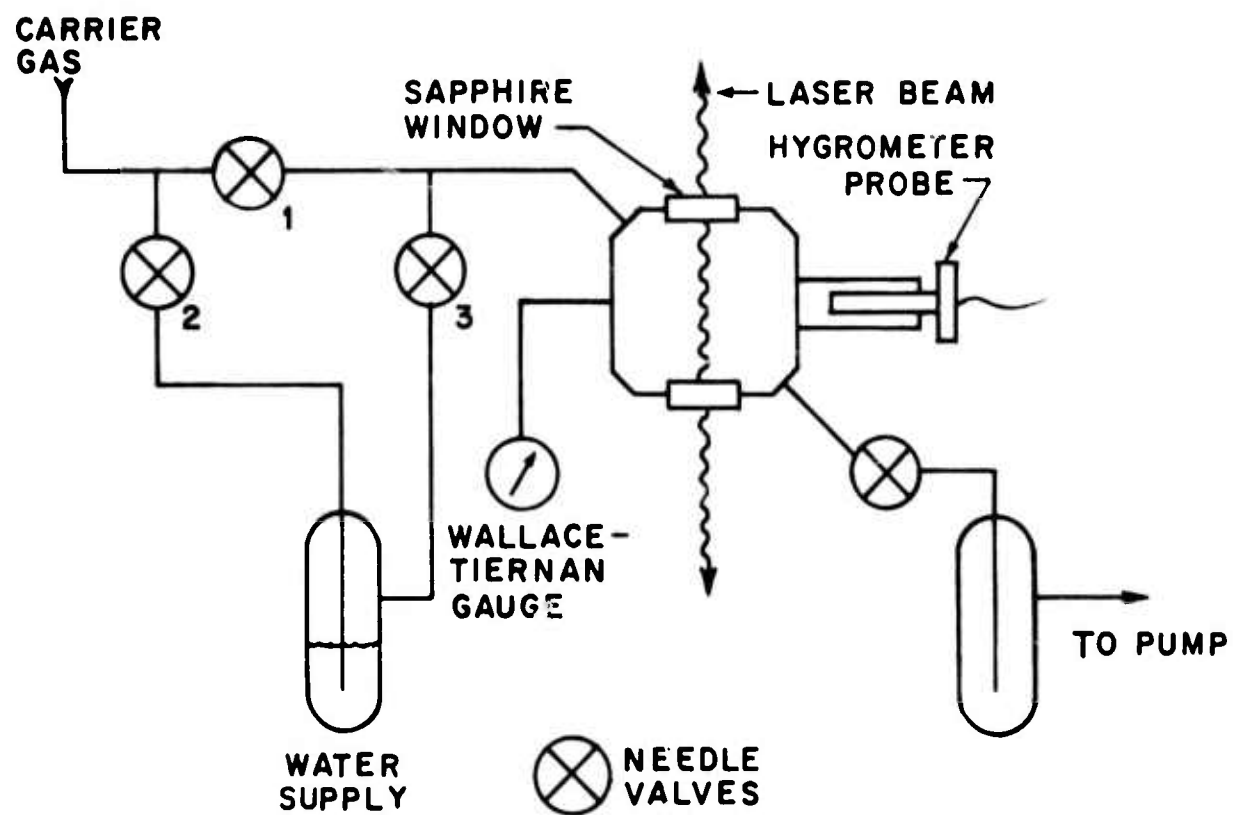 CARRIER
GAS
SAPPHIRE
WINDOW
LASER BEAM
HYGROMETER
PROBE
1
2
3
WALLACE-
TIERNAN
GAUGE
TO PUMP
WATER
SUPPLY
NEEDLE
VALVES